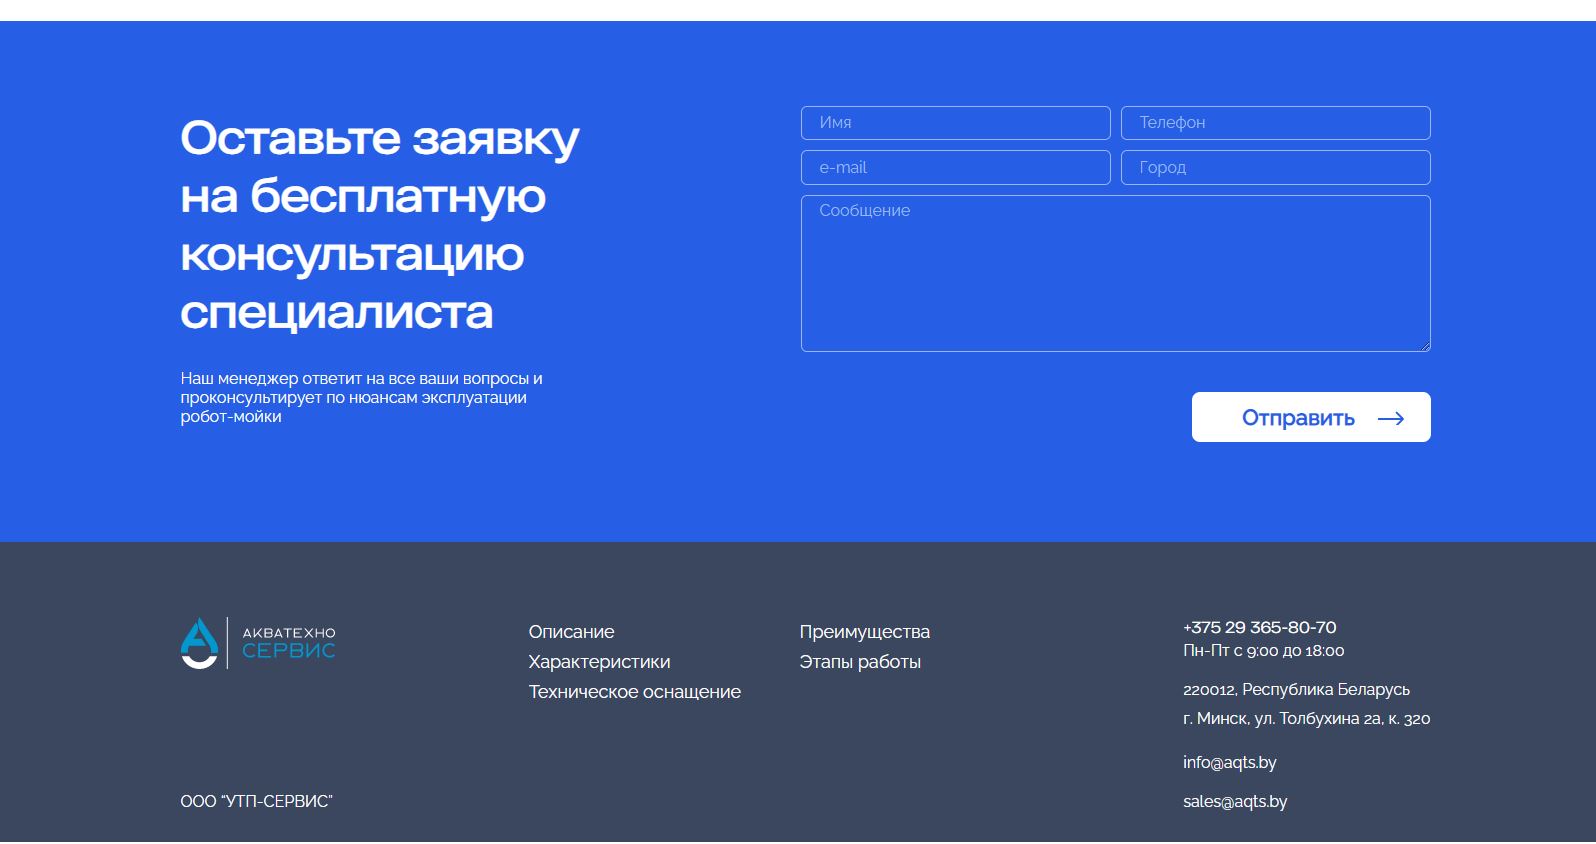 Оставьте заявку
на бесплатную
консультацию
специалиста
Наш менеджер ответит на все ваши вопросы и
проконсультирует по нюансам эксплуатации
робот-мойки
Имя
Телефон
e-mail
Город
Сообщение
Отправить
АКВАТЕХНО
СЕРВИС
ООО “УТП-СЕРВИС”
Описание
Характеристики
Техническое оснащение
Преимущества
Этапы работы
+375 29 365-80-70
Пн-Пт с 9:00 до 18:00
220012, Республика Беларусь
г. Минск, ул. Толбухина 2а, к. 320
info@aqts.by
sales@aqts.by